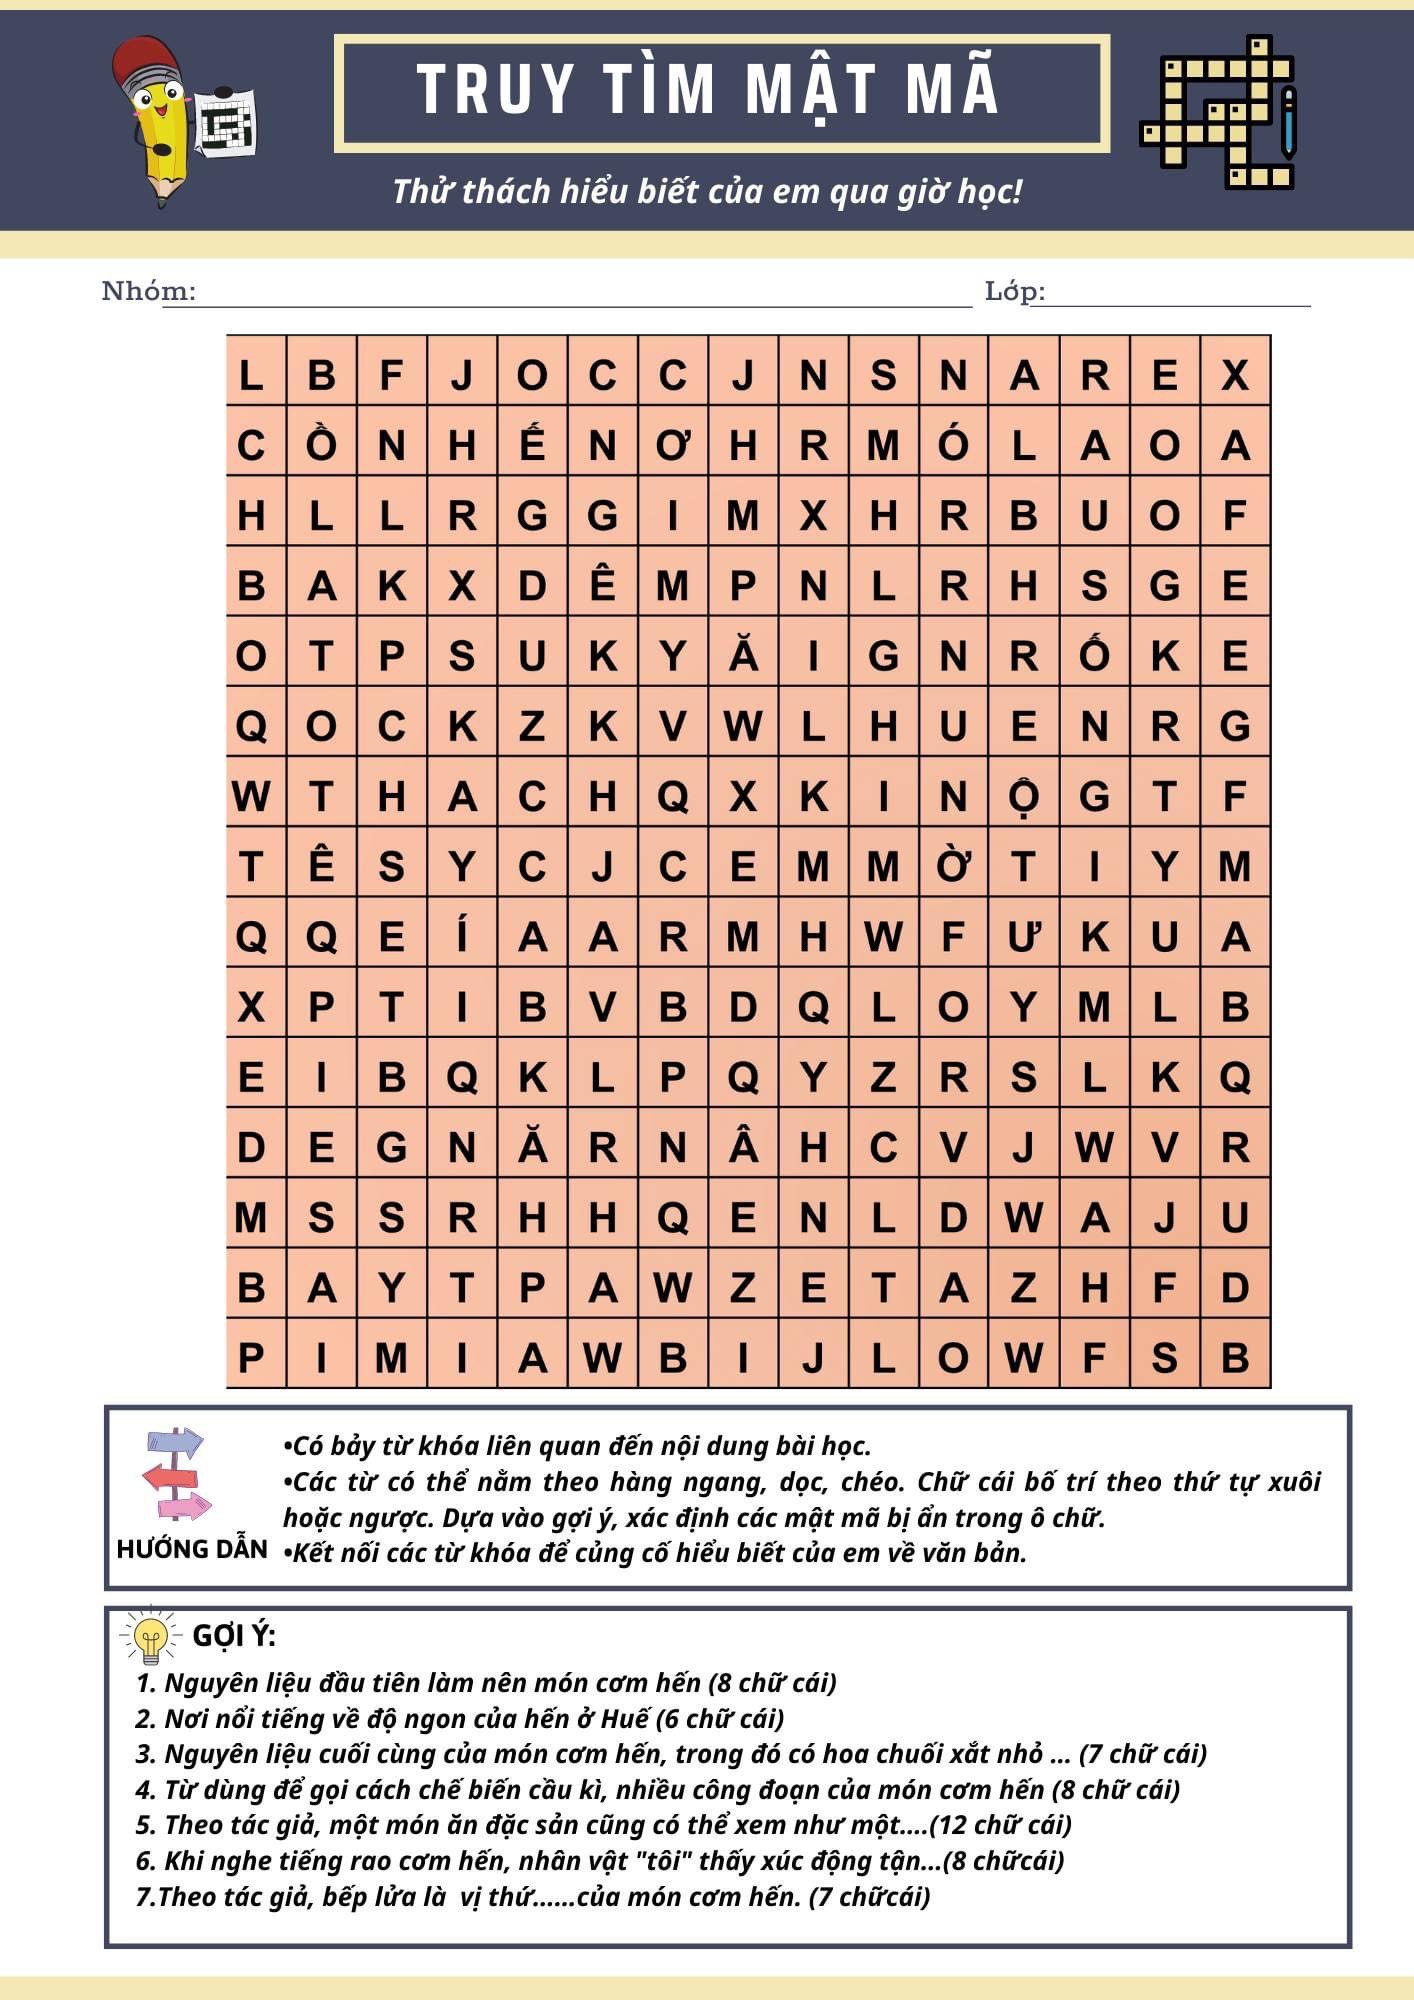 TRUY TÌM MẬT MÃ
Thử thách hiểu biết của em qua giờ học!
Nhóm: Lớp:
L B F J O C C J N S N A R E X
C Ồ N H Ế N Ơ H R M Ó L A O A
H L L R G G I M X H R B U O F
B A K X D Ê M P N L R H S G E
O T P S U K Y Ă I G N R Ố K E
Q O C K Z K V W L H U E N R G
W T H A C H Q X K I N Ộ G T F
T Ê S Y C J C E M M Ờ T I Y M
Q Q E Í A A R M H W F Ư K U A
X P T I B V B D Q L O Y M L B
E I B Q K L P Q Y Z R S L K Q
D E G N Ă R N Â H C V J W V R
M S S R H H Q E N L D W A J U
B A Y T P A W Z E T A Z H F D
P I M I A W B I J L O W F S B
HƯỚNG DẪN
•Có bảy từ khóa liên quan đến nội dung bài học.
•Các từ có thể nằm theo hàng ngang, dọc, chéo. Chữ cái bố trí theo thứ tự xuôi
hoặc ngược. Dựa vào gợi ý, xác định các mật mã bị ẩn trong ô chữ.
•Kết nối các từ khóa để củng cố hiểu biết của em về văn bản.
GỢI Ý:
1. Nguyên liệu đầu tiên làm nên món cơm hến (8 chữ cái)
2. Nơi nổi tiếng về độ ngon của hến ở Huế (6 chữ cái)
3. Nguyên liệu cuối cùng của món cơm hến, trong đó có hoa chuối xắt nhỏ ... (7 chữ cái)
4. Từ dùng để gọi cách chế biến cầu kì, nhiều công đoạn của món cơm hến (8 chữ cái)
5. Theo tác giả, một món ăn đặc sản cũng có thể xem như một....(12 chữ cái)
6. Khi nghe tiếng rao cơm hến, nhân vật "tôi" thấy xúc động tận...(8 chữcái)
7.Theo tác giả, bếp lửa là vị thứ......của món cơm hến. (7 chữcái)